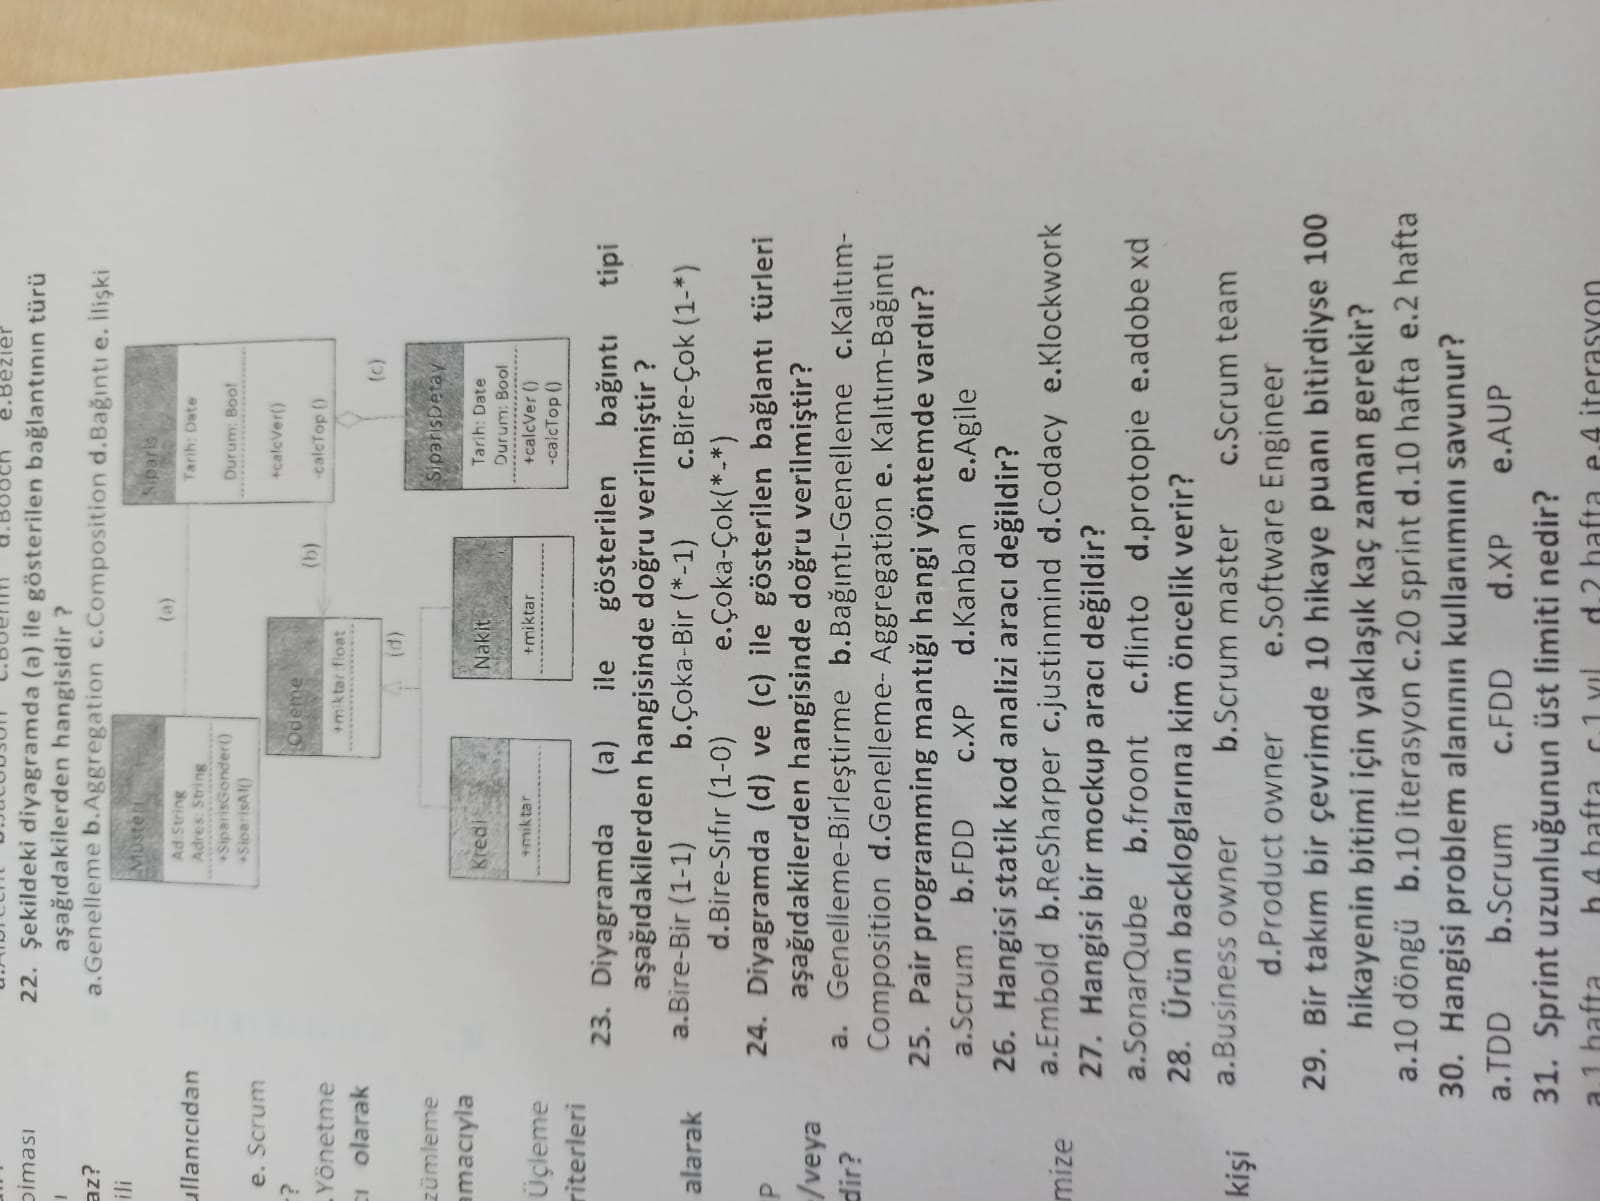 a.Albrecht b.Jacobson c.Boehm d.Booch e.Bezier
22. Şekildeki diyagramda (a) ile gösterilen bağlantının türü
aşağıdakilerden hangisidir ?
a.Genelleme b.Aggregation c.Composition d.Bağıntı e. İlişki
Musteri
Ad:String
Adres: String
+SiparisGonder()
+SiparisAl()
(a)
Siparis
Tarih: Date
Durum: Bool
+calcVer()
-calcTop ()
Odeme
+miktar:float
(b)
(c)
(d)
Kredi
+miktar
Nakit
+miktar
SiparisDetay
Tarih: Date
Durum: Bool
+calcVer ()
-calcTop ()
23. Diyagramda (a) ile gösterilen bağıntı tipi
aşağıdakilerden hangisinde doğru verilmiştir ?
a.Bire-Bir (1-1) b.Çoka-Bir (*-1) c.Bire-Çok (1-*)
d.Bire-Sıfır (1-0) e.Çoka-Çok(*-*)
24. Diyagramda (d) ve (c) ile gösterilen bağlantı türleri
aşağıdakilerden hangisinde doğru verilmiştir?
a. Genelleme-Birleştirme b.Bağıntı-Genelleme c.Kalıtım-
Composition d.Genelleme- Aggregation e. Kalıtım-Bağıntı
25. Pair programming mantığı hangi yöntemde vardır?
a.Scrum b.FDD c.XP d.Kanban e.Agile
26. Hangisi statik kod analizi aracı değildir?
a.Embold b.ReSharper c.justinmind d.Codacy e.Klockwork
27. Hangisi bir mockup aracı değildir?
a.SonarQube b.froont c.flinto d.protopie e.adobe xd
28. Ürün backloglarına kim öncelik verir?
a.Business owner b.Scrum master c.Scrum team
d.Product owner e.Software Engineer
29. Bir takım bir çevrimde 10 hikaye puanı bitirdiyse 100
hikayenin bitimi için yaklaşık kaç zaman gerekir?
a.10 döngü b.10 iterasyon c.20 sprint d.10 hafta e.2 hafta
30. Hangisi problem alanının kullanımını savunur?
a.TDD b.Scrum c.FDD d.XP e.AUP
31. Sprint uzunluğunun üst limiti nedir?
a.1 hafta b.4 hafta c.1 yıl d.2 hafta e.4 iterasyon
az?
ili
ullanıcıdan
e. Scrum
.Yönetme
olarak
zümleme
amacıyla
Üçleme
riterleri
alarak
P
/veya
dir?
mize
kişi